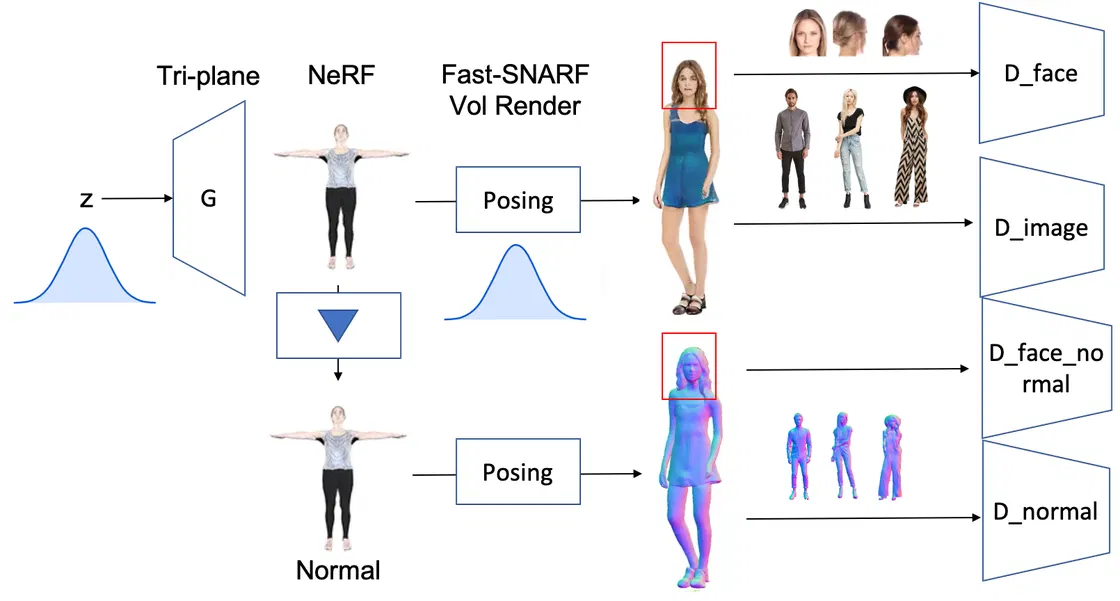 Tri-plane
NeRF
Fast-SNARF
Vol Render
z
G
Posing
D_face
D_image
D_face_no
rmal
Posing
D_normal
Normal